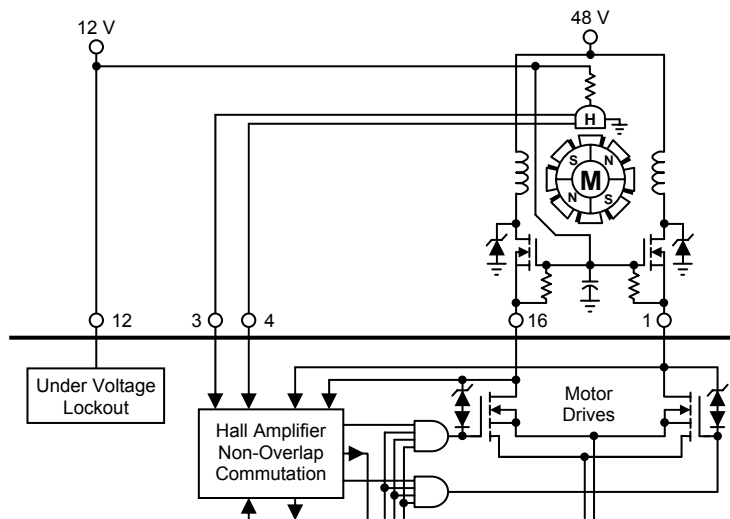 12 V
48 V
H
S
N
M
N
S
12
3
4
16
1
Under Voltage
Lockout
Hall Amplifier
Non-Overlap
Commutation
Motor
Drives